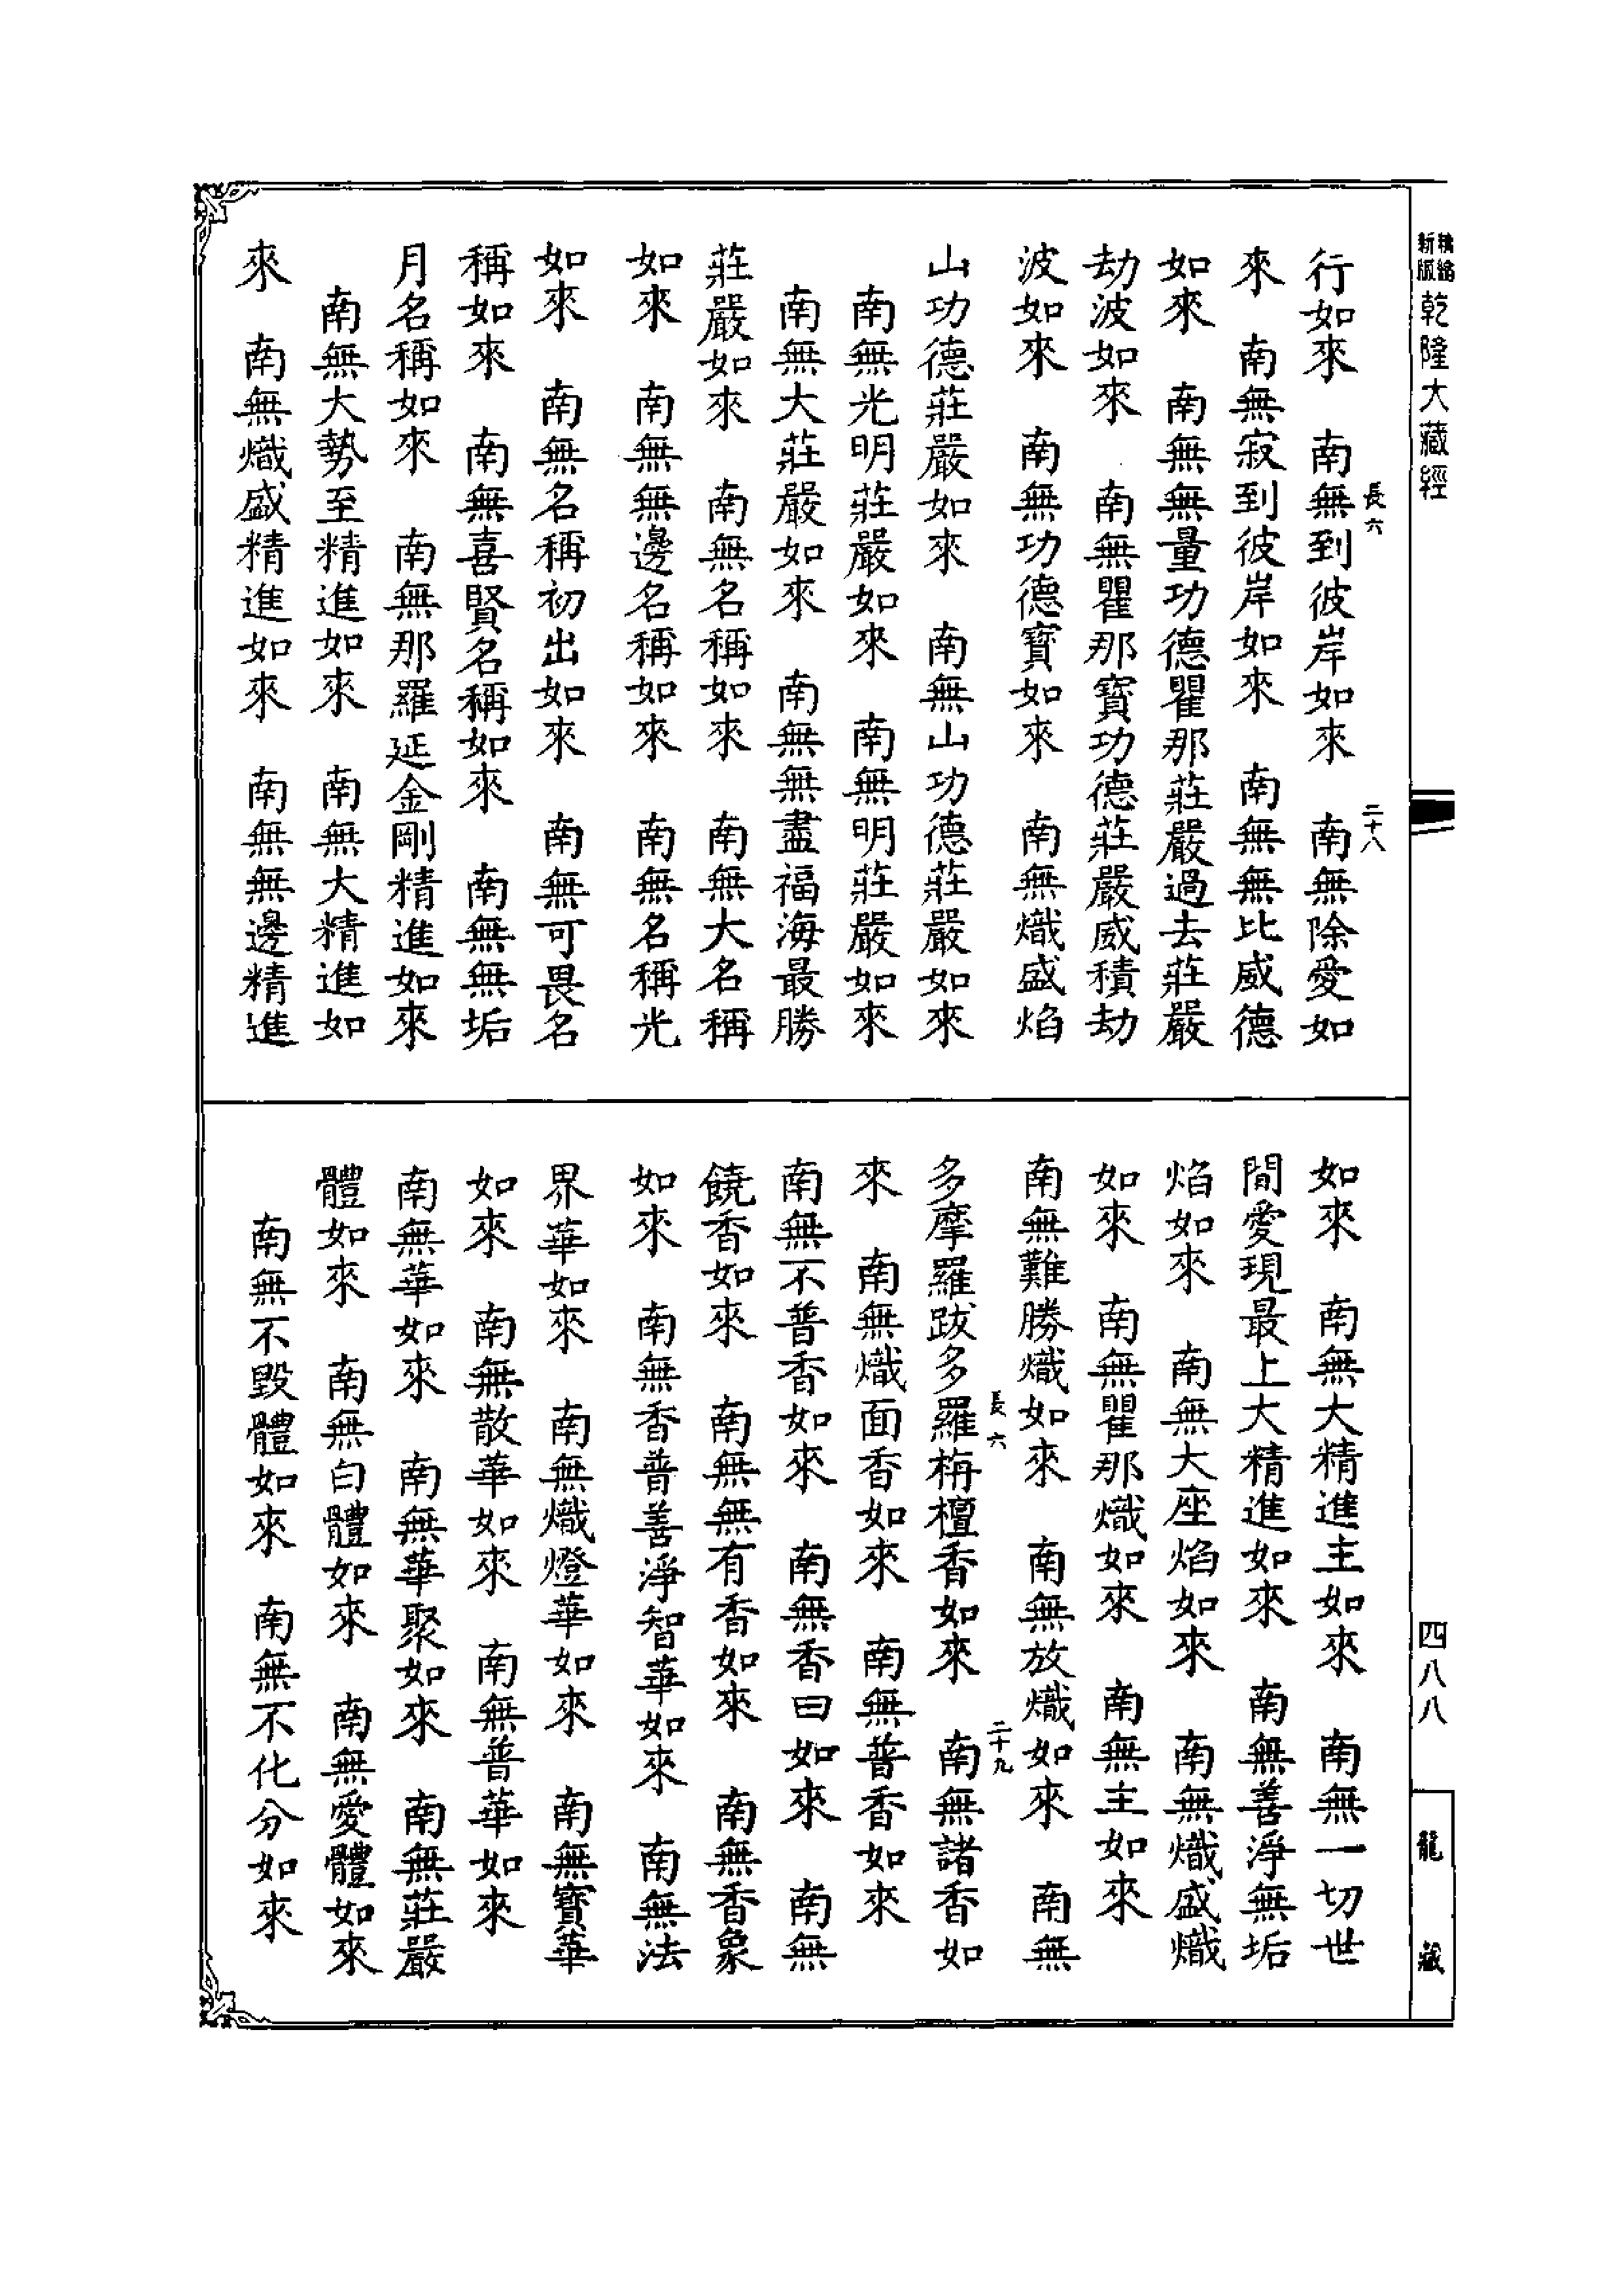 新編縮版乾隆大藏經
長六
二十八
行如來　南無到彼岸如來　南無除愛如
來　南無寂到彼岸如來　南無無比威德
如來　南無無量功德瞿那莊嚴過去莊嚴
劫波如來　南無瞿那寶功德莊嚴威積劫
波如來　南無功德寶如來　南無熾盛焰
山功德莊嚴如來　南無山功德莊嚴如來
南無光明莊嚴如來　南無明莊嚴如來
南無大莊嚴如來　南無無盡福海最勝
莊嚴如來　南無名稱如來　南無大名稱
如來　南無無邊名稱如來　南無名稱光
如來　南無名稱初出如來　南無可畏名
稱如來　南無喜賢名稱如來　南無無垢
月名稱如來　南無那羅延金剛精進如來
南無大勢至精進如來　南無大精進如
來　南無熾盛精進如來　南無無邊精進
如來　南無大精進主如來　南無一切世
間愛現最上大精進如來　南無善淨無垢
焰如來　南無大座焰如來　南無熾盛熾
如來　南無瞿那熾如來　南無主如來
南無難勝熾如來　南無放熾如來　南無
長六
二十九
多摩羅跋多羅栴檀香如來　南無諸香如
來　南無熾面香如來　南無普香如來
南無不普香如來　南無香曰如來　南無
饒香如來　南無無有香如來　南無香象
如來　南無香普善淨智華如來　南無法
界華如來　南無熾燈華如來　南無寶華
如來　南無散華如來　南無普華如來
南無華如來　南無華聚如來　南無莊嚴
體如來　南無白體如來　南無愛體如來
南無不毀體如來　南無不化分如來
四八八
龍藏